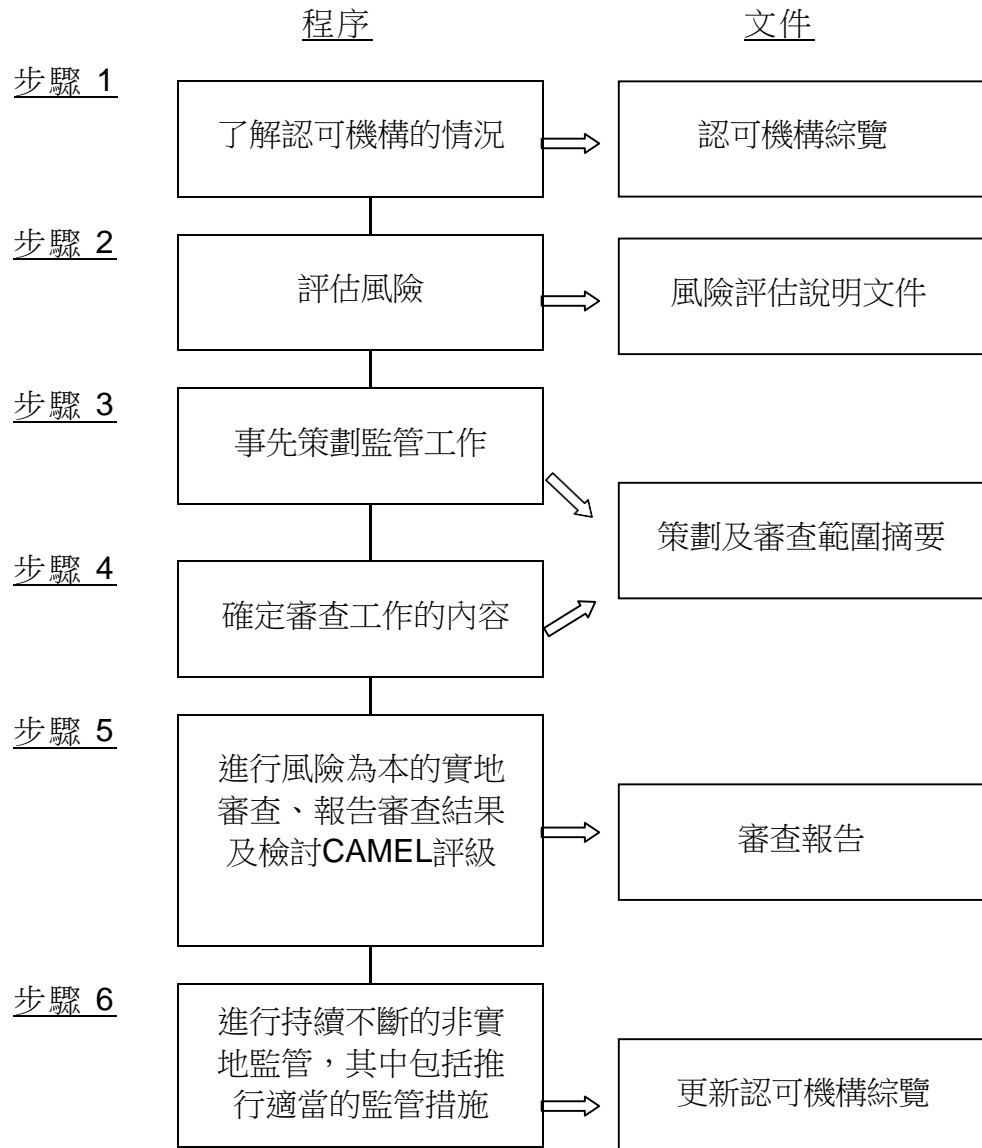 程序 文件
步驟 1
了解認可機構的情況
認可機構綜覽
步驟 2
評估風險
風險評估說明文件
步驟 3
事先策劃監管工作
策劃及審查範圍摘要
步驟 4
確定審查工作的內容
步驟 5
進行風險為本的實地
審查、報告審查結果
及檢討CAMEL評級
審查報告
步驟 6
進行持續不斷的非實
地監管，其中包括推
行適當的監管措施
更新認可機構綜覽